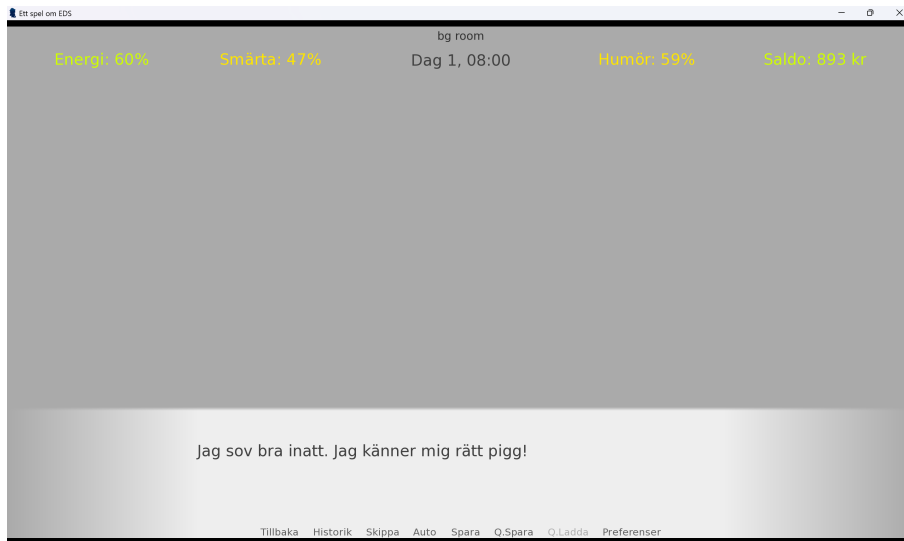 Ett spel om EDS
bg room
Energi: 60% Smärta: 47% Dag 1, 08:00 Humör: 59% Saldo: 893 kr
Jag sov bra inatt. Jag känner mig rätt pigg!
Tillbaka Historik Skippa Auto Spara Q.Spara Q.Ladda Preferenser